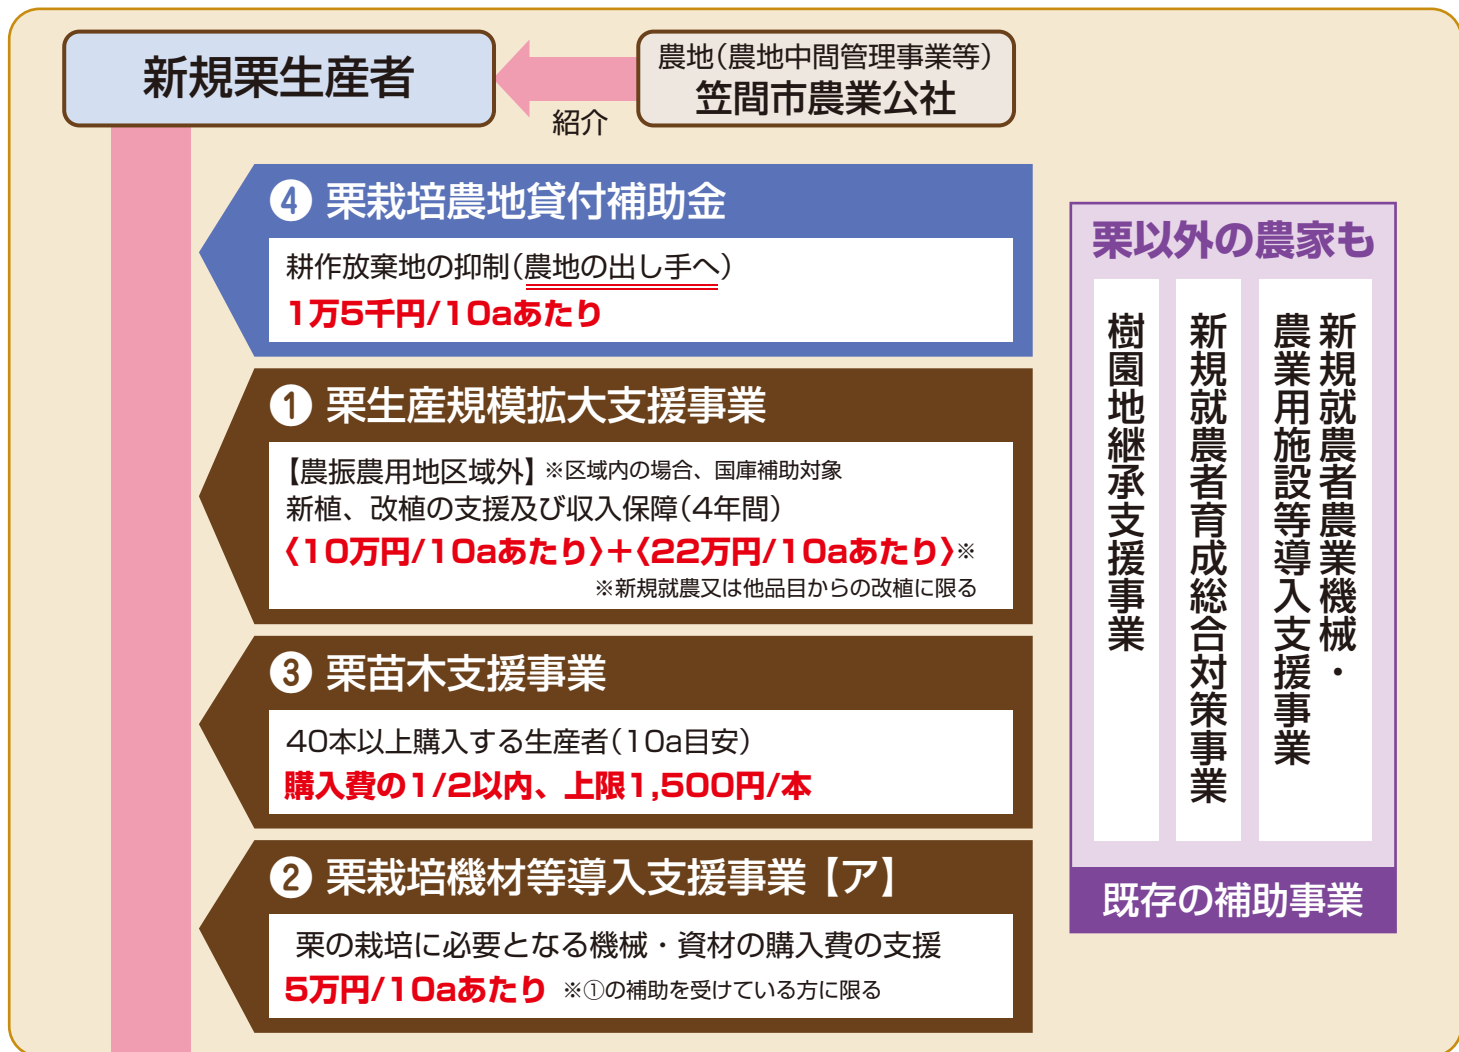 新規栗生産者
農地(農地中間管理事業等)
笠間市農業公社
紹介
❹ 栗栽培農地貸付補助金
耕作放棄地の抑制(農地の出し手へ)
1万5千円/10aあたり
❶ 栗生産規模拡大支援事業
【農振農用地区域外】※区域内の場合、国庫補助対象
新植、改植の支援及び収入保障(4年間)
〈10万円/10aあたり〉+〈22万円/10aあたり〉※
※新規就農又は他品目からの改植に限る
❸ 栗苗木支援事業
40本以上購入する生産者(10a目安)
購入費の1/2以内、上限1,500円/本
❷ 栗栽培機材等導入支援事業【ア】
栗の栽培に必要となる機械・資材の購入費の支援
5万円/10aあたり ※①の補助を受けている方に限る
栗以外の農家も
新規就農者農業機械・
農業用施設等導入支援事業
新規就農者育成総合対策事業
樹園地継承支援事業
既存の補助事業